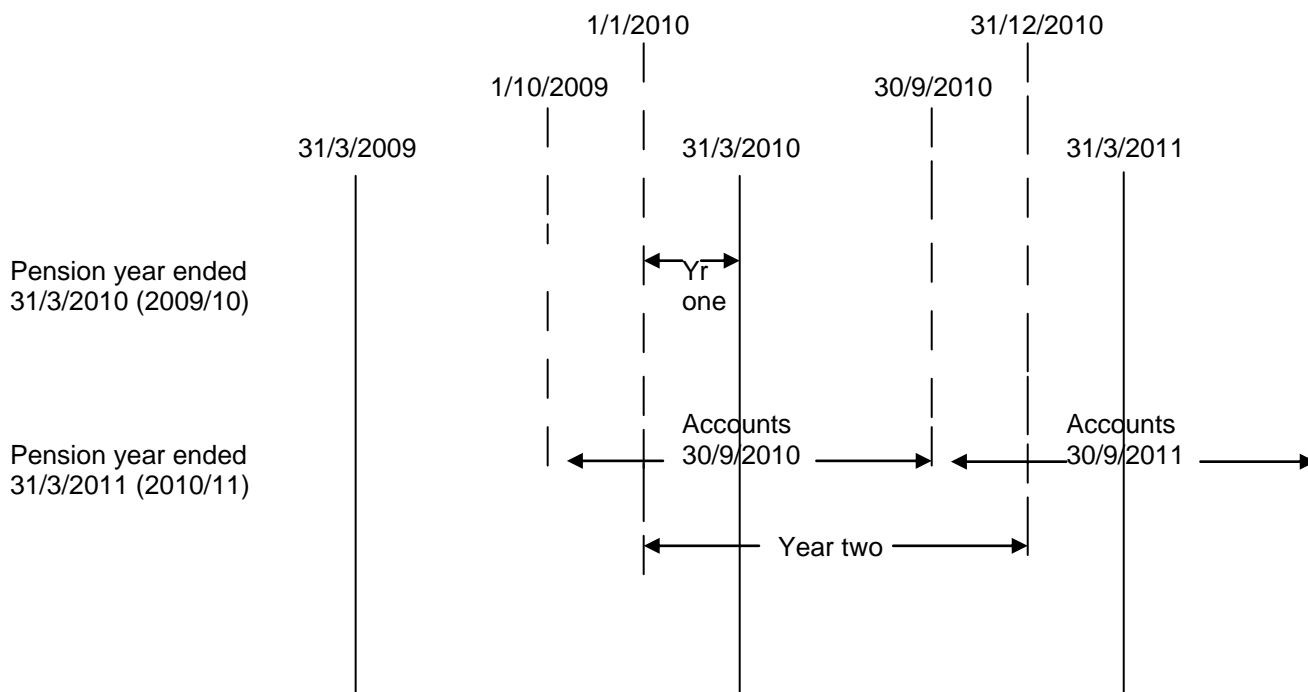 1/1/2010 31/12/2010
1/10/2009 30/9/2010
31/3/2009 31/3/2010 31/3/2011
Pension year ended
31/3/2010 (2009/10)
Yr
one
Pension year ended
31/3/2011 (2010/11)
Accounts
30/9/2010
Accounts
30/9/2011
Year two